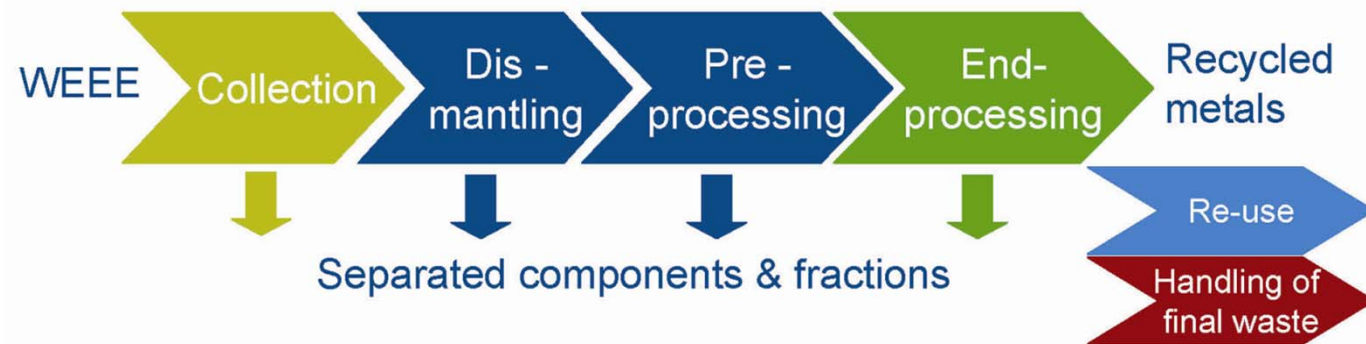 WEEE
Collection
Dis -
mantling
Pre -
processing
End-
processing
Recycled
metals
Separated components & fractions
Re-use
Handling of
final waste